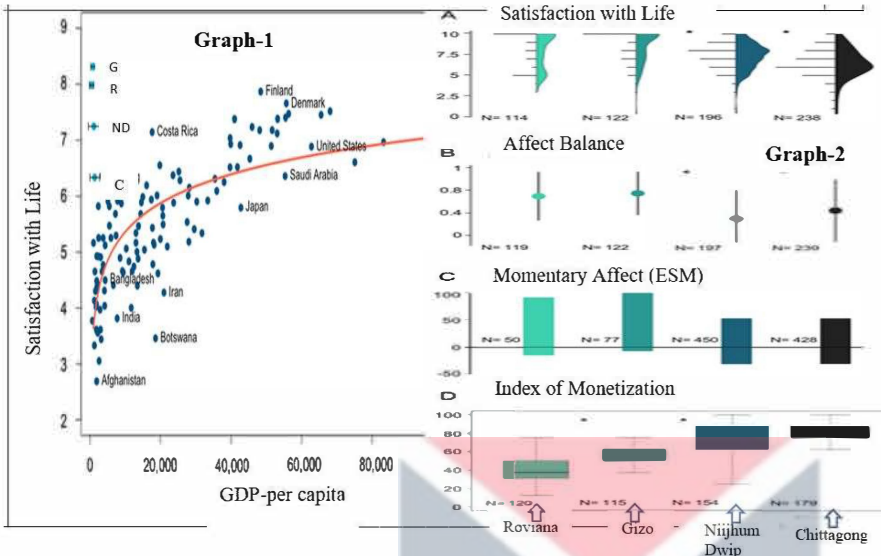 Graph-1
Satisfaction with Life
9
8
7
6
5
4
3
2
G
R
ND
C
Finland
Denmark
Costa Rica
United States
Saudi Arabia
Japan
Bangladesh
Iran
India
Botswana
Afghanistan
0
20,000
40,000
60,000
80,000
GDP-per capita
A
Satisfaction with Life
10
7.5
5
2.5
0
N= 114
N= 122
N= 196
N= 238
B
Affect Balance
Graph-2
1
0.8
0.4
0
N= 119
N= 122
N= 197
N= 239
C
Momentary Affect (ESM)
100
50
0
-50
N= 50
N= 77
N= 450
N= 428
D
Index of Monetization
100
80
60
40
20
0
N= 120
N= 115
N= 154
N= 179
Roviana
Gizo
Niijhum
Dwip
Chittagong